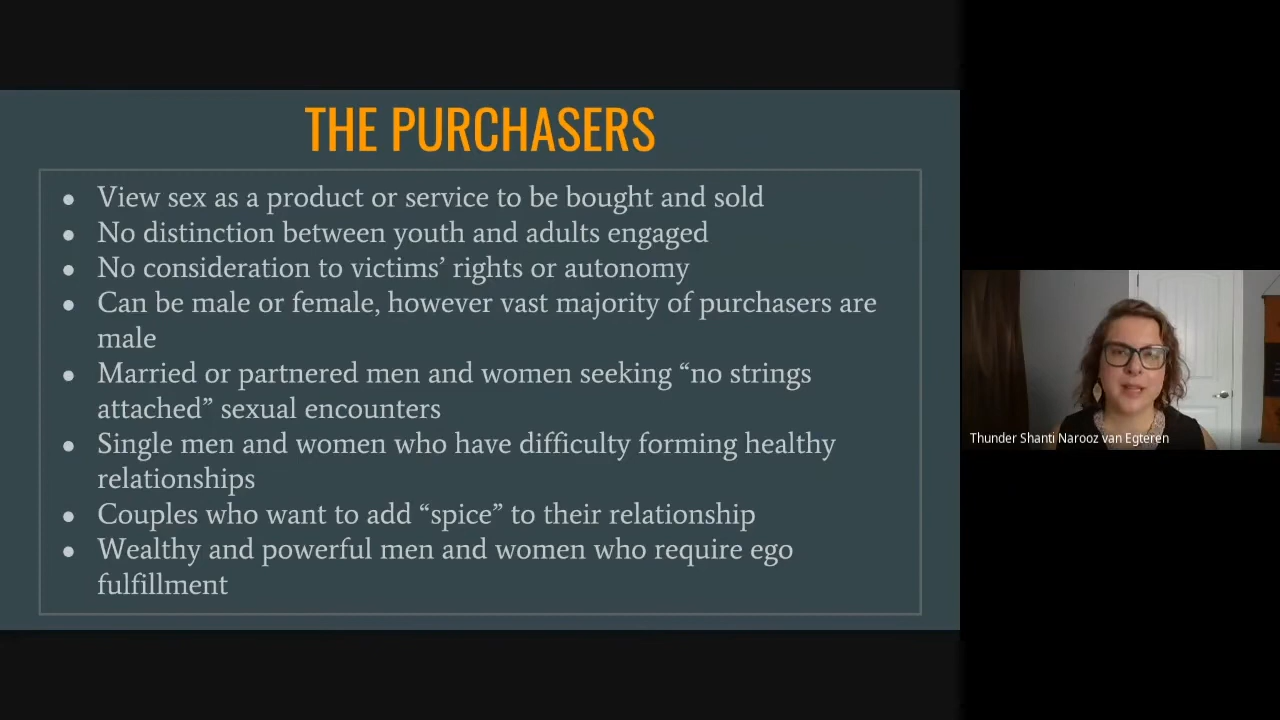 THE PURCHASERS
● View sex as a product or service to be bought and sold
● No distinction between youth and adults engaged
● No consideration to victims’ rights or autonomy
● Can be male or female, however vast majority of purchasers are
male
● Married or partnered men and women seeking “no strings
attached” sexual encounters
● Single men and women who have difficulty forming healthy
relationships
● Couples who want to add “spice” to their relationship
● Wealthy and powerful men and women who require ego
fulfillment
Thunder Shanti Narooz van Egteren